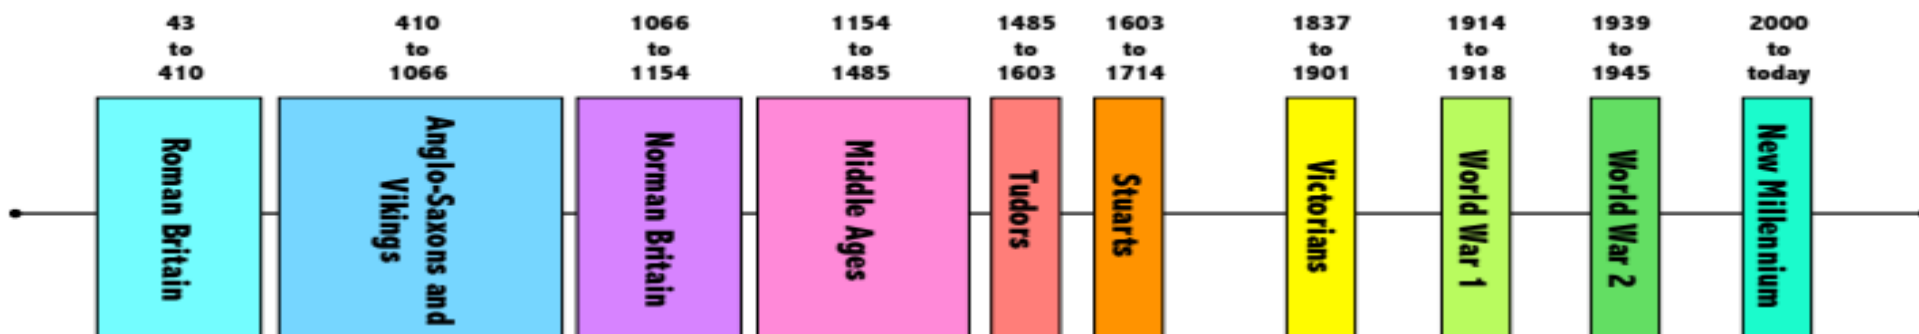 43
to
410
410
to
1066
1066
to
1154
1154
to
1485
1485
to
1603
1603
to
1714
1837
to
1901
1914
to
1918
1939
to
1945
2000
to
today
Roman Britain
Anglo-Saxons and
Vikings
Norman Britain
Middle Ages
Tudors
Stuarts
Victorians
World War 1
World War 2
New Millennium